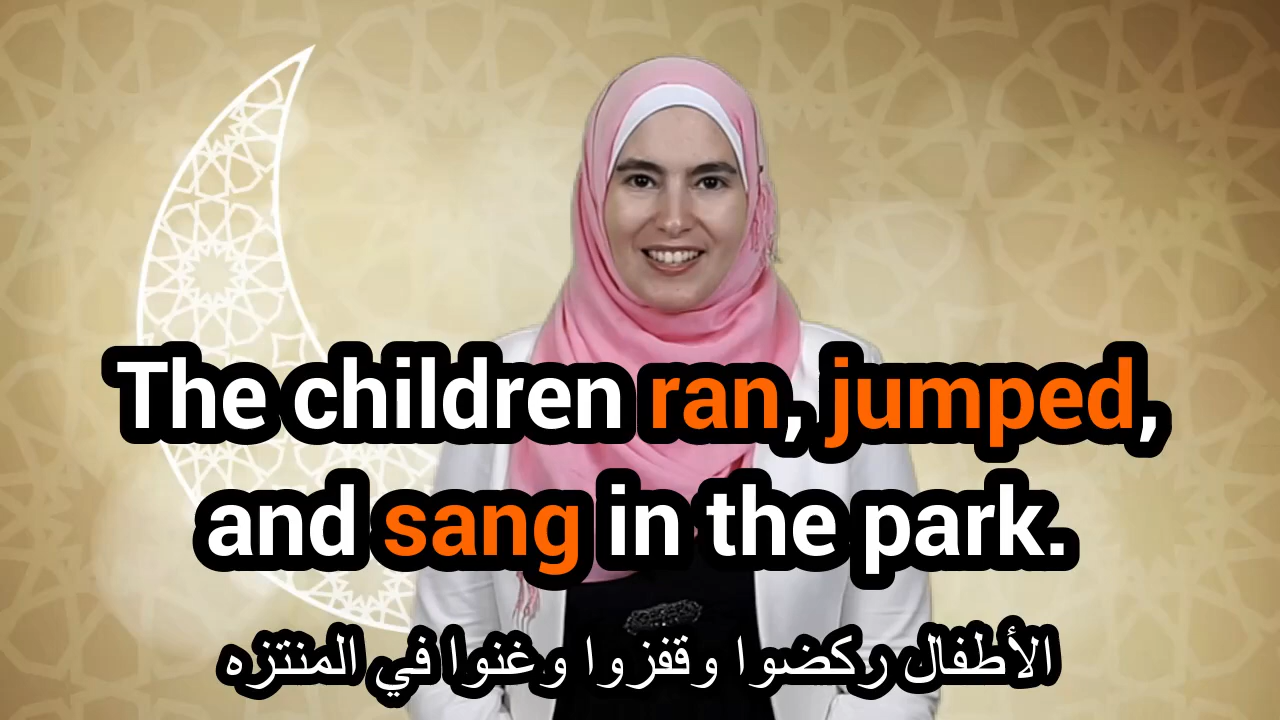 The children ran, jumped,
and sang in the park.
الأطفال ركضوا وقفزوا وغنوا في المنتزه